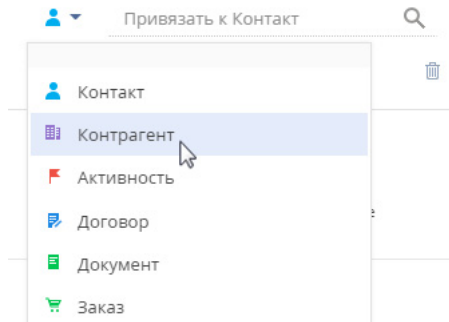 Привязать к Контакт
Контакт
Контрагент
Активность
Договор
Документ
Заказ